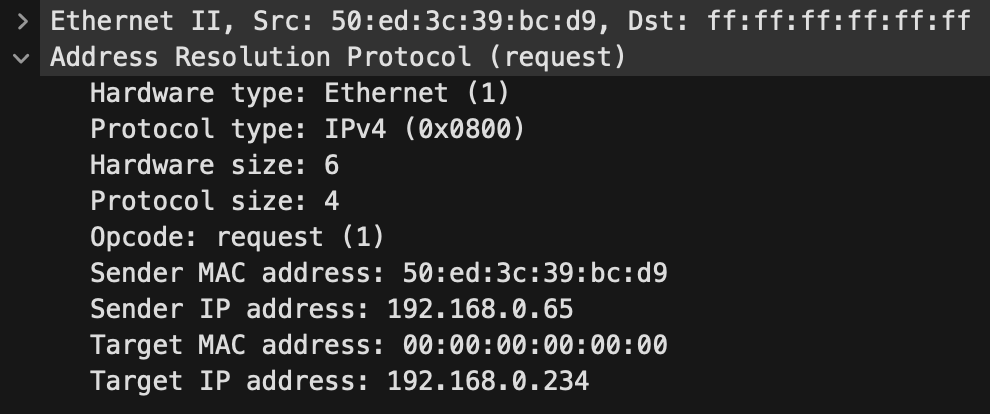 Ethernet II, Src: 50:ed:3c:39:bc:d9, Dst: ff:ff:ff:ff:ff:ff
Address Resolution Protocol (request)
Hardware type: Ethernet (1)
Protocol type: IPv4 (0x0800)
Hardware size: 6
Protocol size: 4
Opcode: request (1)
Sender MAC address: 50:ed:3c:39:bc:d9
Sender IP address: 192.168.0.65
Target MAC address: 00:00:00:00:00:00
Target IP address: 192.168.0.234